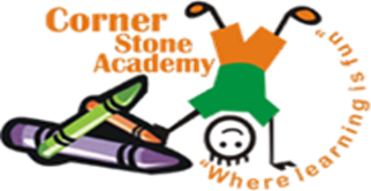 Corner
Stone
Academy
"Where learning is fun"